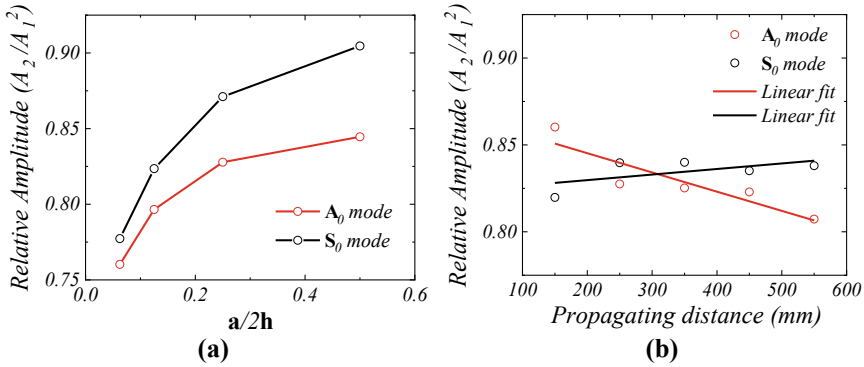 Relative Amplitude (A₂/A₁²)
0.90
0.85
0.80
0.75
0.0
0.2
0.4
0.6
A₀ mode
S₀ mode
a/2h
(a)
Relative Amplitude (A₂/A₁²)
0.90
0.85
0.80
100
200
300
400
500
600
A₀ mode
S₀ mode
Linear fit
Linear fit
Propagating distance (mm)
(b)